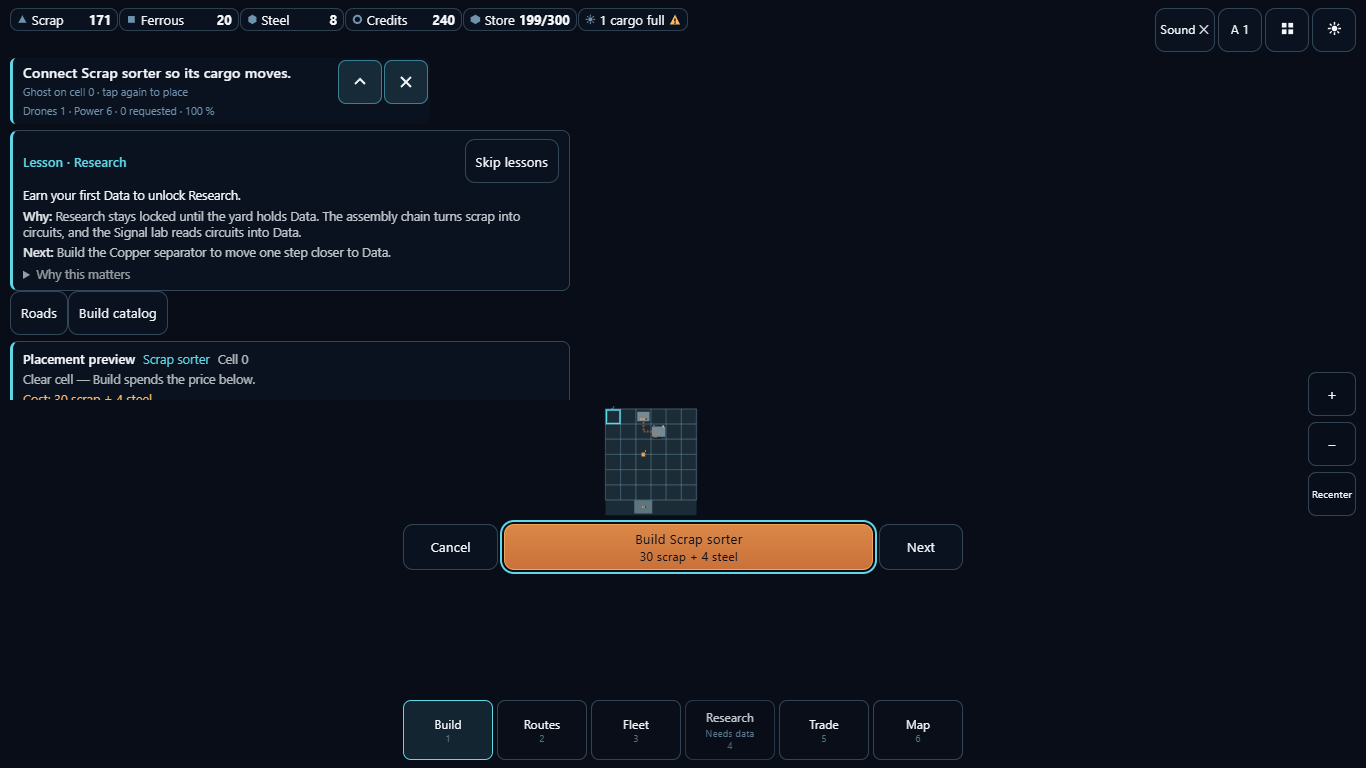 Scrap 171 Ferrous 20 Steel 8 Credits 240 Store 199/300 1 cargo full
Sound A 1
Connect Scrap sorter so its cargo moves.
Ghost on cell 0 · tap again to place
Drones 1 · Power 6 · 0 requested · 100 %
Lesson · Research
Skip lessons
Earn your first Data to unlock Research.
Why: Research stays locked until the yard holds Data. The assembly chain turns scrap into
circuits, and the Signal lab reads circuits into Data.
Next: Build the Copper separator to move one step closer to Data.
Why this matters
Roads Build catalog
Placement preview Scrap sorter Cell 0
Clear cell — Build spends the price below.
Cost: 30 scrap + 4 steel
+
−
Recenter
Cancel
Build Scrap sorter
30 scrap + 4 steel
Next
Build
1
Routes
2
Fleet
3
Research
Needs data
4
Trade
5
Map
6